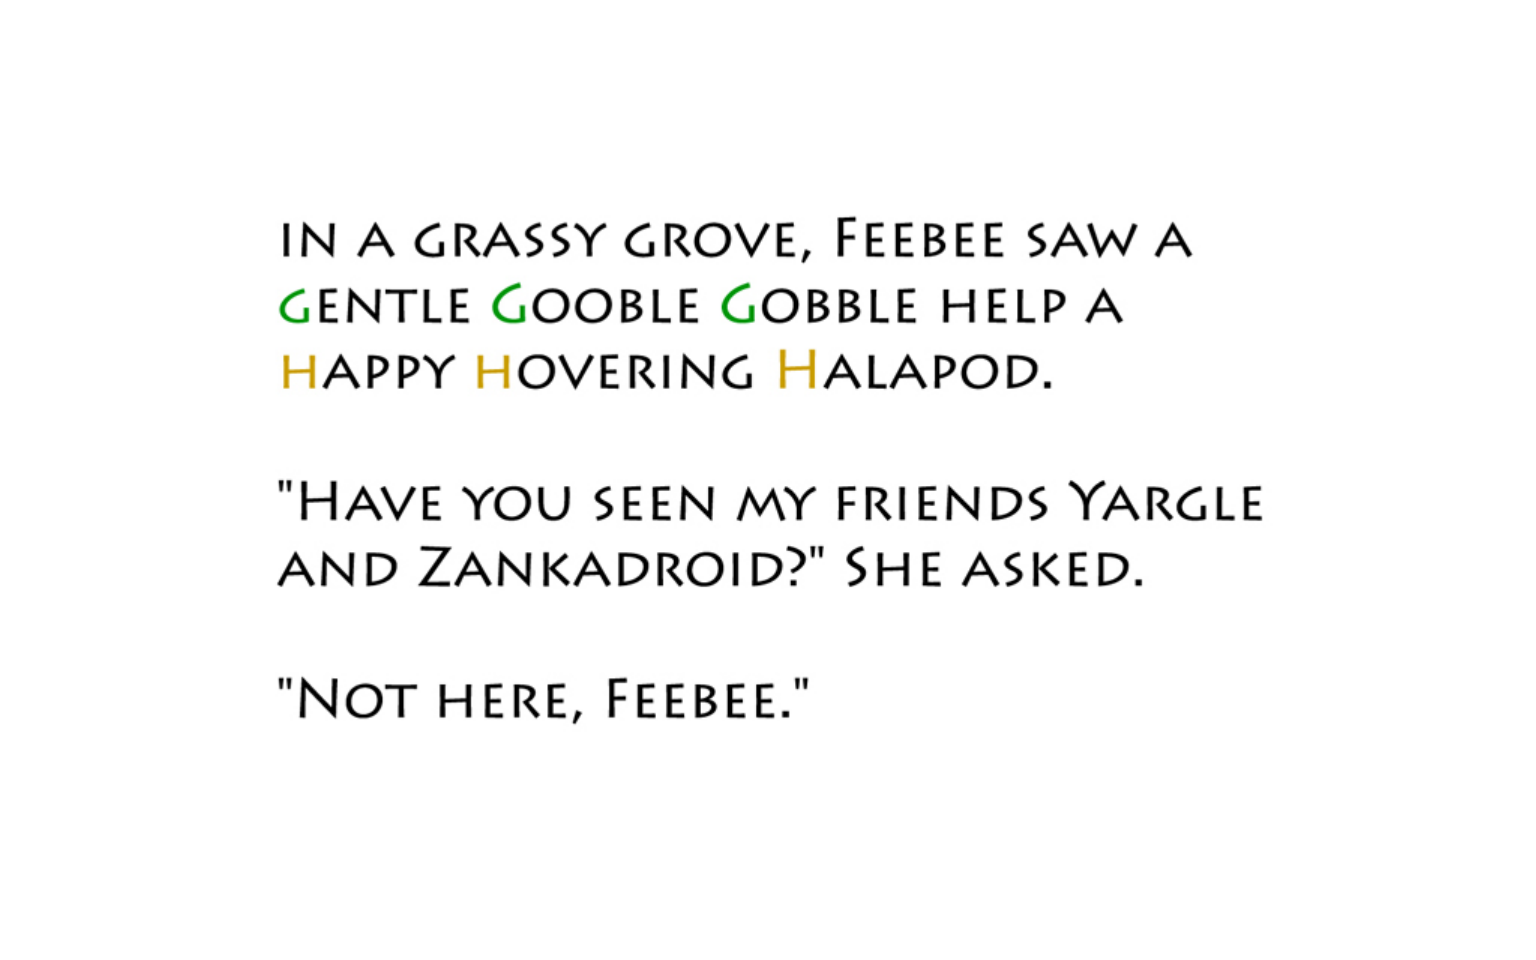 in a grassy grove, Feebee saw a
gentle Gooble Gobble help a
happy hovering Halapod.
"Have you seen my friends Yargle
and Zankadroid?" She asked.
"Not here, Feebee."